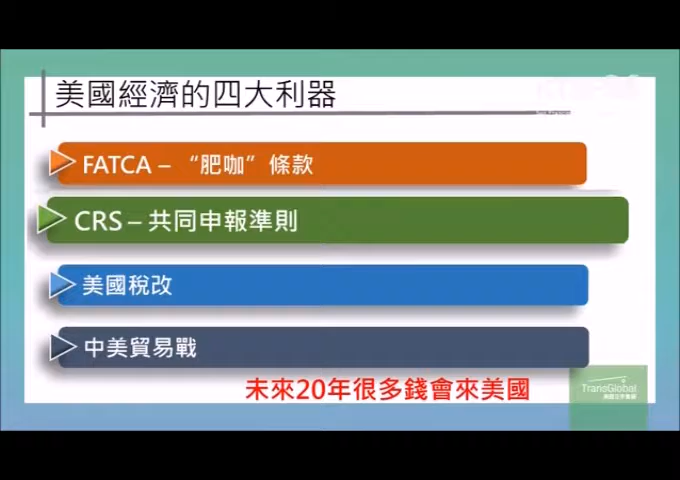 美國經濟的四大利器
FATCA – “肥咖” 條款
CRS – 共同申報準則
美國稅改
中美貿易戰
未來20年很多錢會來美國
TransGlobal